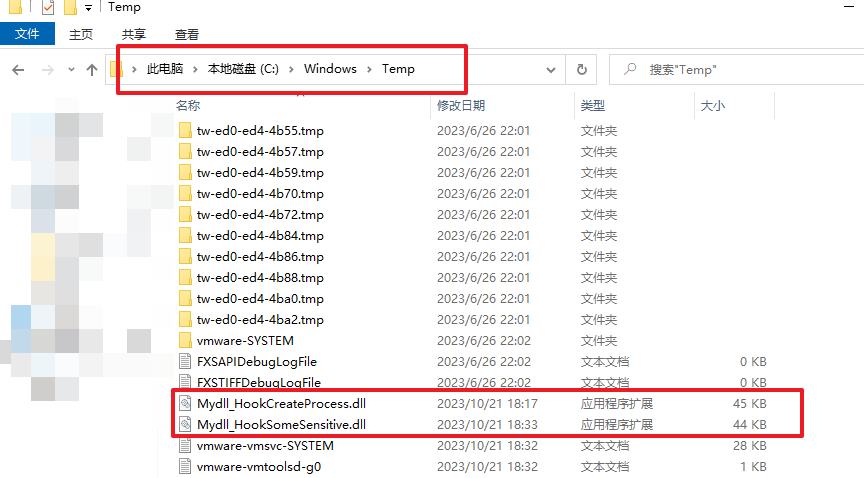 Temp
文件 主页 共享 查看
此电脑 本地磁盘 (C:) Windows Temp 搜索"Temp"
名称 修改日期 类型 大小
tw-ed0-ed4-4b55.tmp 2023/6/26 22:01 文件夹
tw-ed0-ed4-4b57.tmp 2023/6/26 22:01 文件夹
tw-ed0-ed4-4b59.tmp 2023/6/26 22:01 文件夹
tw-ed0-ed4-4b70.tmp 2023/6/26 22:01 文件夹
tw-ed0-ed4-4b72.tmp 2023/6/26 22:01 文件夹
tw-ed0-ed4-4b84.tmp 2023/6/26 22:01 文件夹
tw-ed0-ed4-4b86.tmp 2023/6/26 22:01 文件夹
tw-ed0-ed4-4b88.tmp 2023/6/26 22:01 文件夹
tw-ed0-ed4-4ba0.tmp 2023/6/26 22:01 文件夹
tw-ed0-ed4-4ba2.tmp 2023/6/26 22:01 文件夹
vmware-SYSTEM 2023/6/26 22:02 文件夹
FXSAPIDebugLogFile 2023/6/26 22:02 文本文档 0 KB
FXSTIFFDebugLogFile 2023/6/26 22:02 文本文档 0 KB
Mydll_HookCreateProcess.dll 2023/10/21 18:17 应用程序扩展 45 KB
Mydll_HookSomeSensitive.dll 2023/10/21 18:33 应用程序扩展 44 KB
vmware-vmsvc-SYSTEM 2023/10/21 18:32 文本文档 28 KB
vmware-vmtoolsd-g0 2023/10/21 18:32 文本文档 1 KB